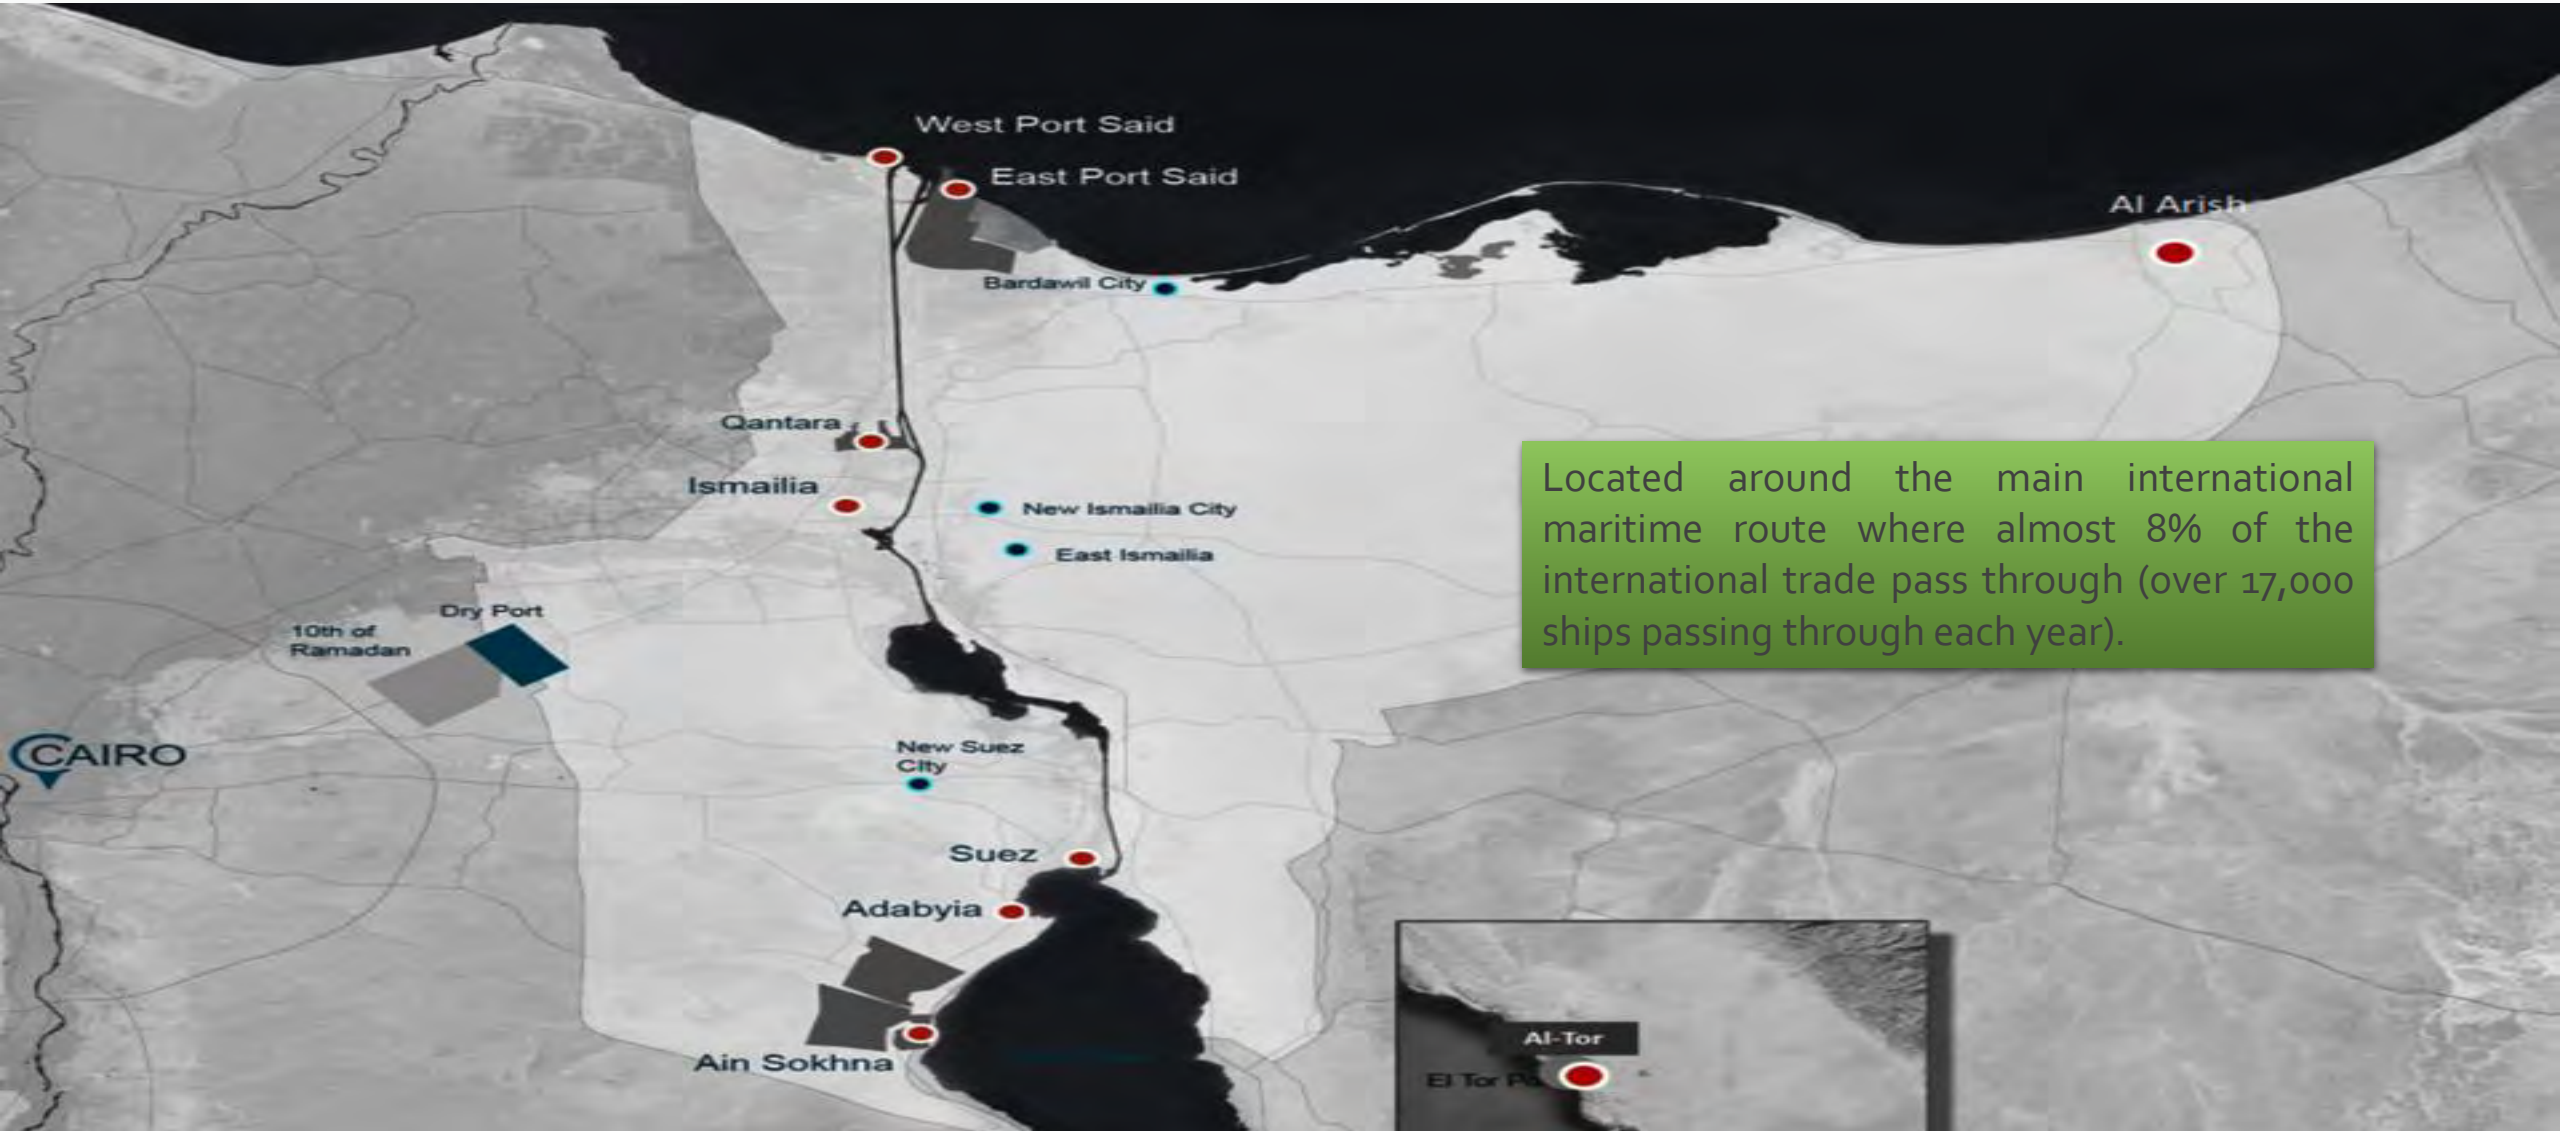 West Port Said
East Port Said
Al Arish
Bardawil City
Qantara
Ismailia
New Ismailia City
East Ismailia
Located around the main international
maritime route where almost 8% of the
international trade pass through (over 17,000
ships passing through each year).
Dry Port
10th of
Ramadan
CAIRO
New Suez
City
Suez
Adabyia
Ain Sokhna
Al-Tor
El Tor